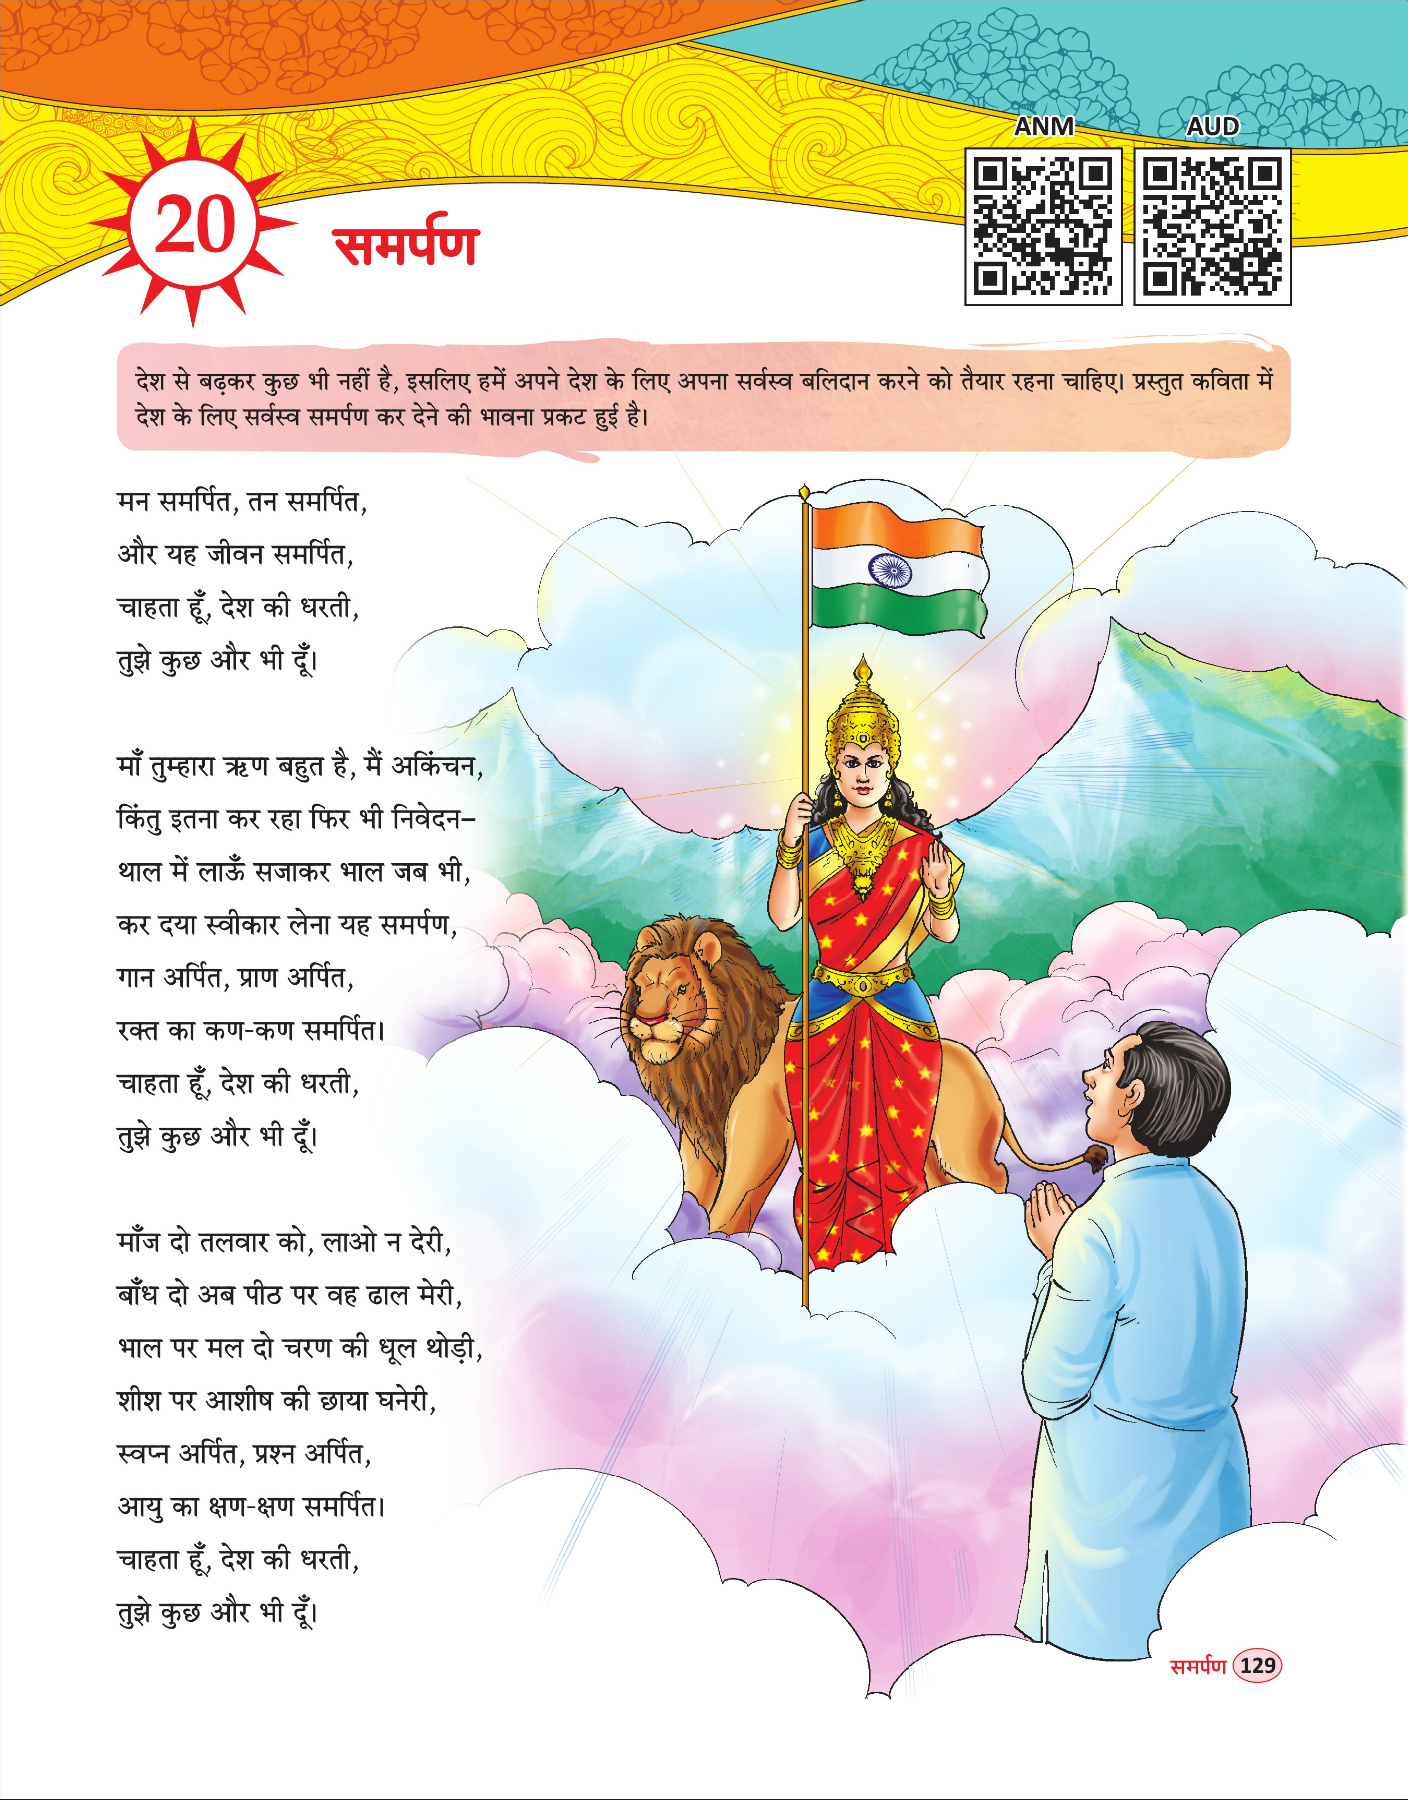 ANM
AUD
20
समर्पण
देश से बढ़कर कुछ भी नहीं है, इसलिए हमें अपने देश के लिए अपना सर्वस्व बलिदान करने को तैयार रहना चाहिए। प्रस्तुत कविता में
देश के लिए सर्वस्व समर्पण कर देने की भावना प्रकट हुई है।
मन समर्पित, तन समर्पित,
और यह जीवन समर्पित,
चाहता हूँ, देश की धरती,
तुझे कुछ और भी दूँ।
माँ तुम्हारा ऋण बहुत है, मैं अकिंचन,
किंतु इतना कर रहा फिर भी निवेदन–
थाल में लाऊँ सजाकर भाल जब भी,
कर दया स्वीकार लेना यह समर्पण,
गान अर्पित, प्राण अर्पित,
रक्त का कण-कण समर्पित।
चाहता हूँ, देश की धरती,
तुझे कुछ और भी दूँ।
माँज दो तलवार को, लाओ न देरी,
बाँध दो अब पीठ पर वह ढाल मेरी,
भाल पर मल दो चरण की धूल थोड़ी,
शीश पर आशीष की छाया घनेरी,
स्वप्न अर्पित, प्रश्न अर्पित,
आयु का क्षण-क्षण समर्पित।
चाहता हूँ, देश की धरती,
तुझे कुछ और भी दूँ।
समर्पण 129